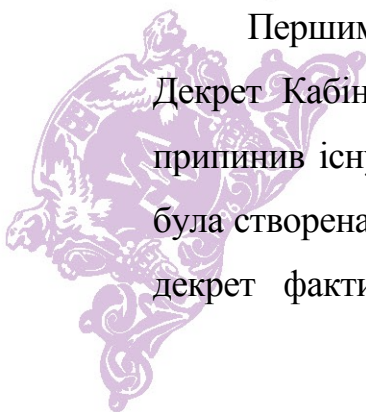 Першим
Декрет Кабін
припинив існу
була створена
декрет факти